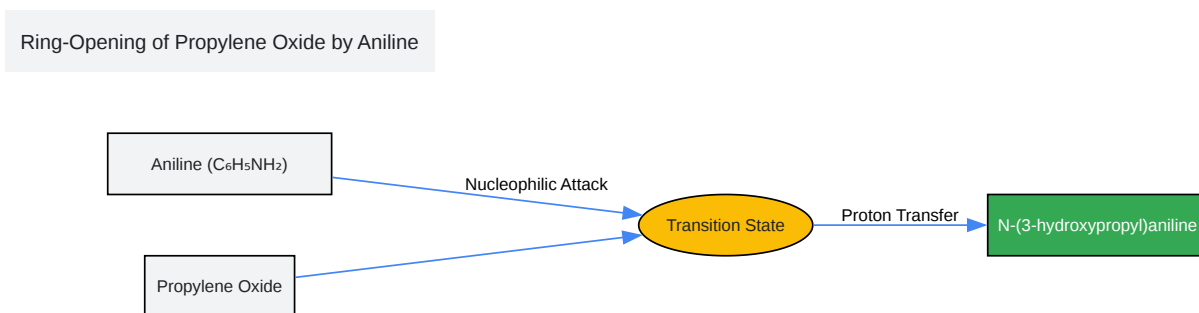 Ring-Opening of Propylene Oxide by Aniline
Aniline (C₆H₅NH₂)
Nucleophilic Attack
Propylene Oxide
Transition State
Proton Transfer
N-(3-hydroxypropyl)aniline